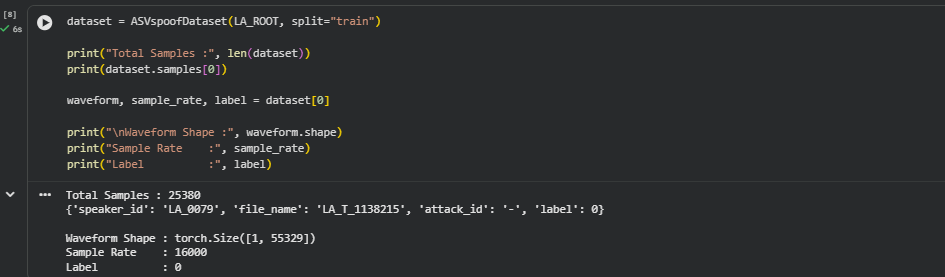 [8]
6s
dataset = ASVspoofDataset(LA_ROOT, split="train")
print("Total Samples :", len(dataset))
print(dataset.samples[0])
waveform, sample_rate, label = dataset[0]
print("\nWaveform Shape :", waveform.shape)
print("Sample Rate    :", sample_rate)
print("Label          :", label)
Total Samples : 25380
{'speaker_id': 'LA_0079', 'file_name': 'LA_T_1138215', 'attack_id': '-', 'label': 0}
Waveform Shape : torch.Size([1, 55329])
Sample Rate    : 16000
Label          : 0